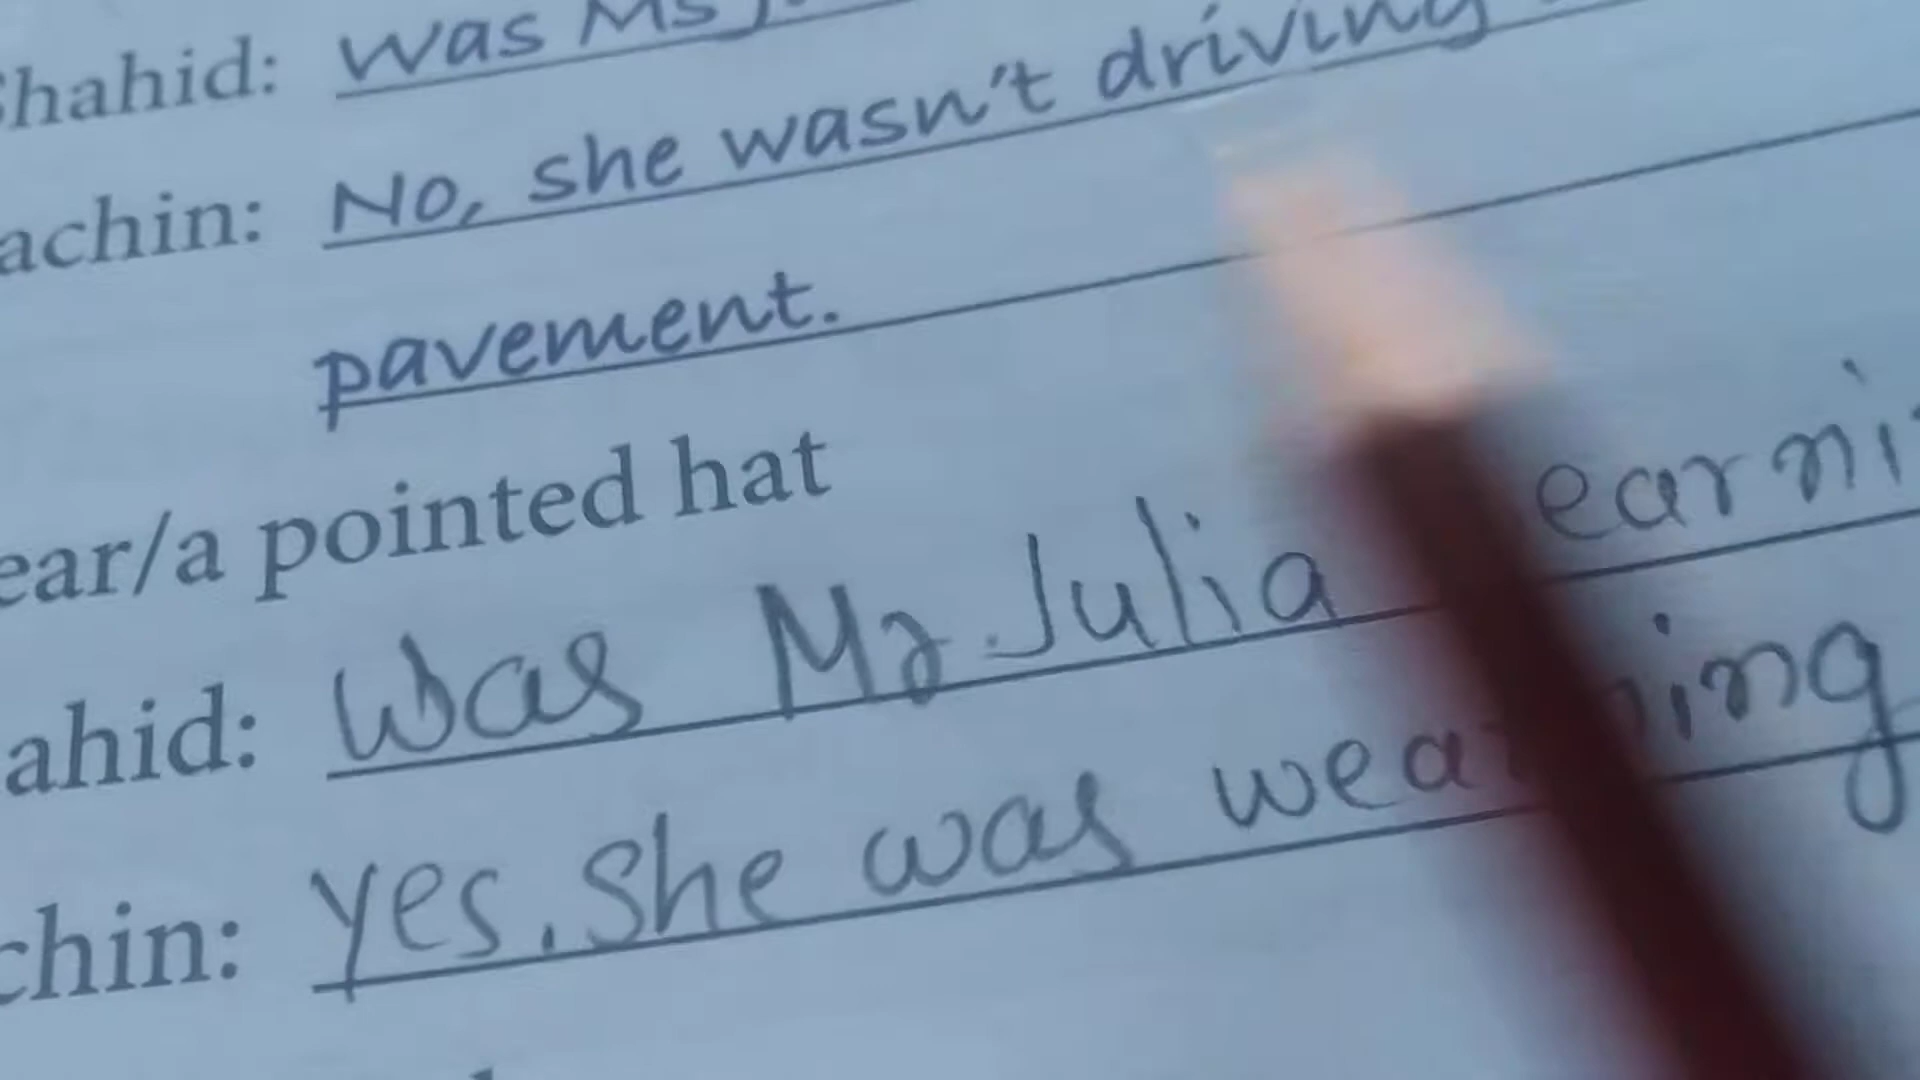 Shahid: Was Ms J
achin: No, she wasn't driving
pavement.
ear/a pointed hat
ahid: Was Ms. Julia earni
chin: yes, she was wea ing